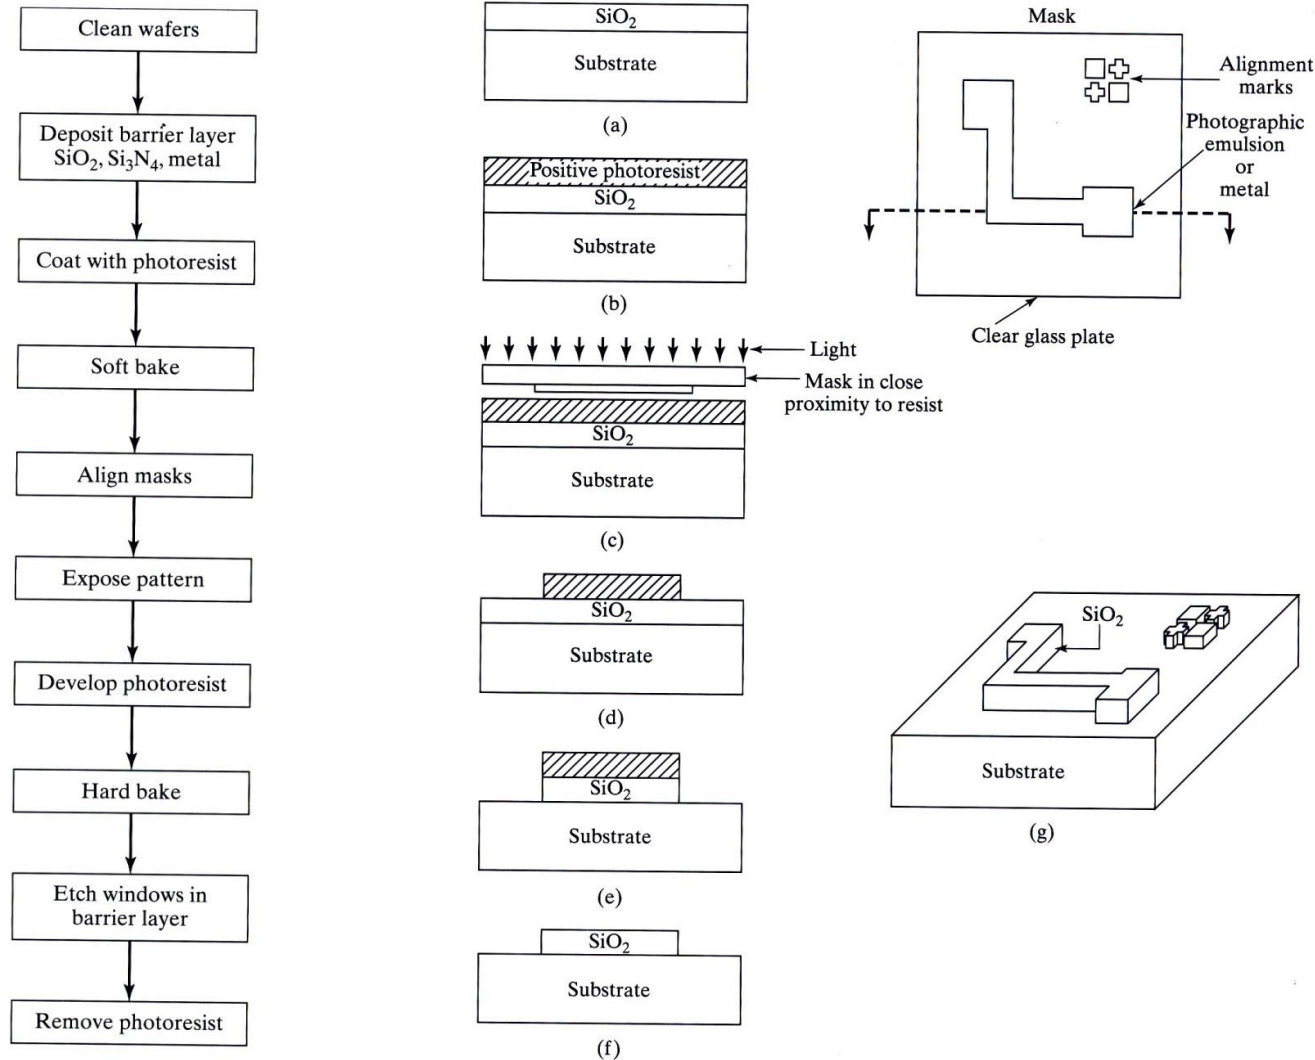 Clean wafers
Deposit barrier layer
SiO₂, Si₃N₄, metal
Coat with photoresist
Soft bake
Align masks
Expose pattern
Develop photoresist
Hard bake
Etch windows in
barrier layer
Remove photoresist
SiO₂
Substrate
(a)
Positive photoresist
SiO₂
Substrate
(b)
Light
Mask in close
proximity to resist
SiO₂
Substrate
(c)
SiO₂
Substrate
(d)
SiO₂
Substrate
(e)
SiO₂
Substrate
(f)
Mask
Alignment
marks
Photographic
emulsion
or
metal
Clear glass plate
SiO₂
Substrate
(g)